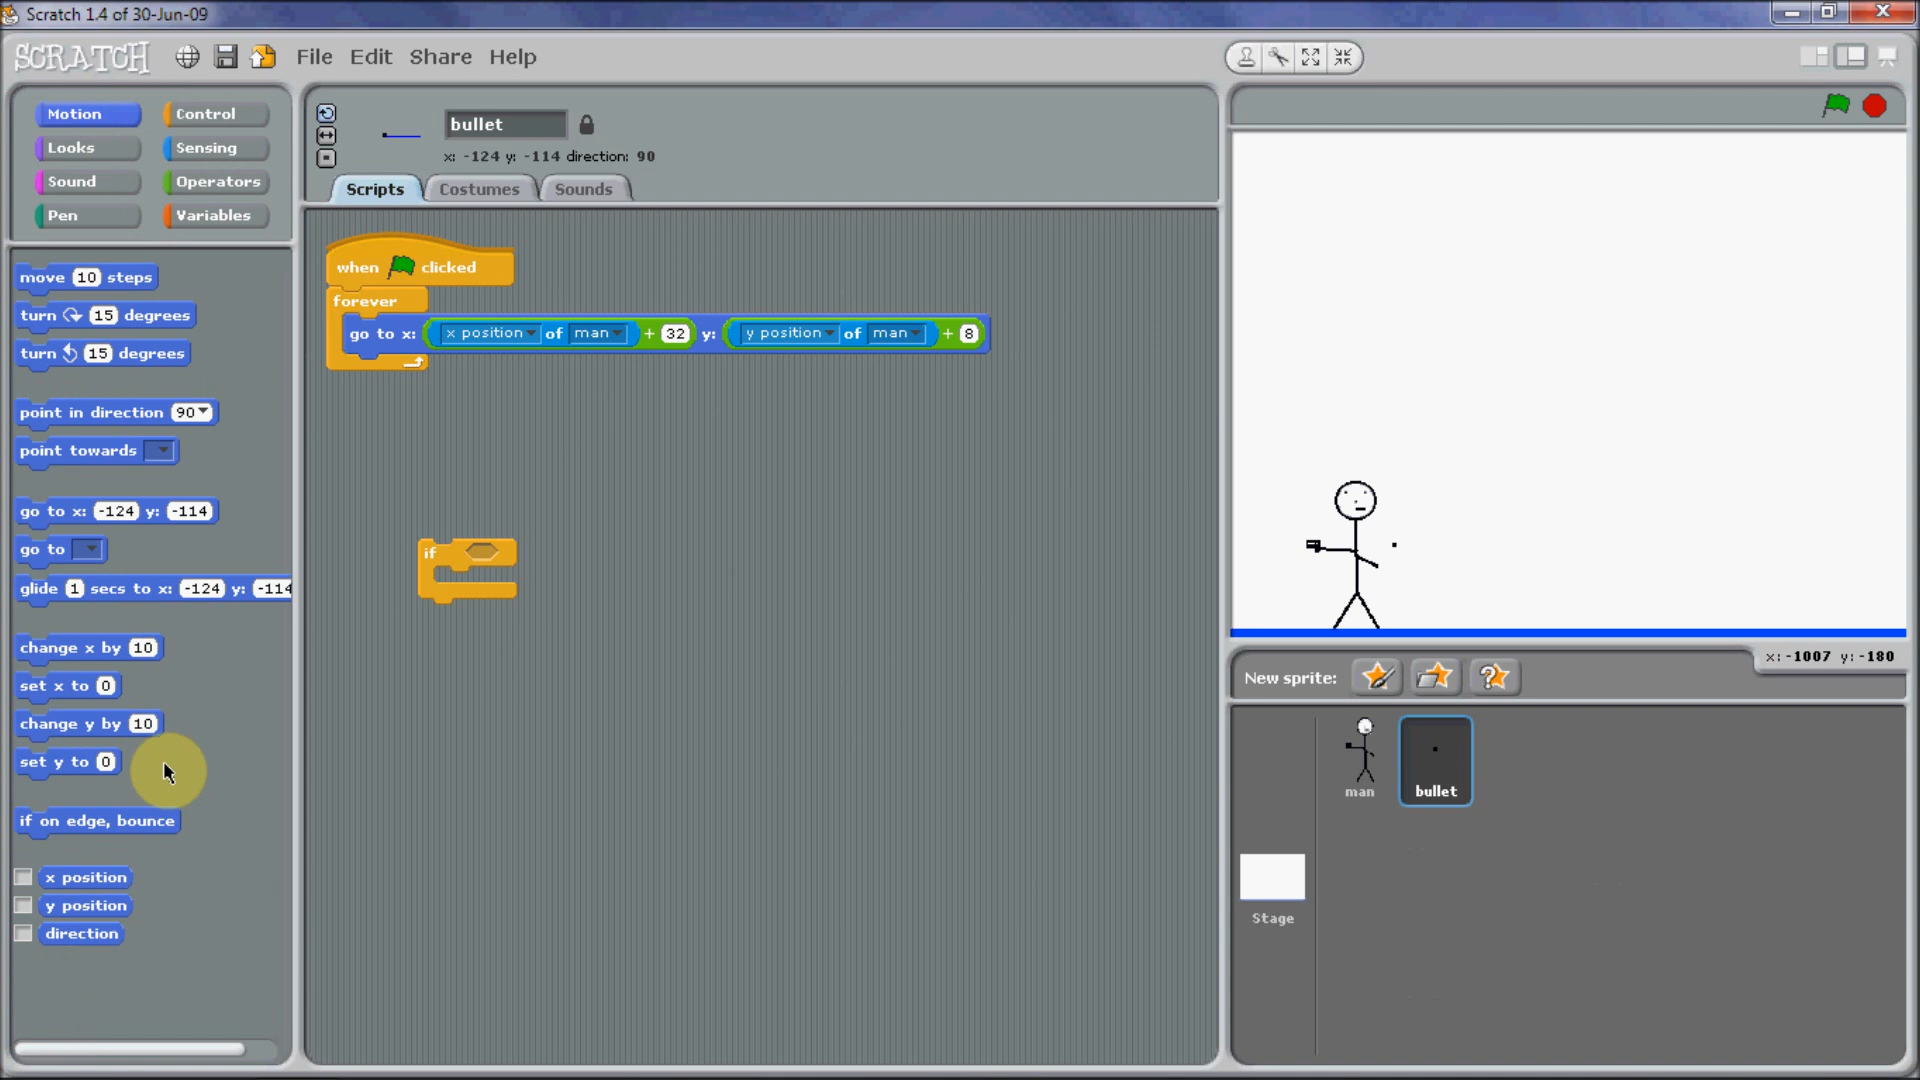 Scratch 1.4 of 30-Jun-09
SCRATCH File Edit Share Help
Motion Control
Looks Sensing
Sound Operators
Pen Variables
bullet
x: -124 y: -114 direction: 90
Scripts Costumes Sounds
move 10 steps
turn 15 degrees
turn 15 degrees
point in direction 90
point towards
go to x: -124 y: -114
go to
glide 1 secs to x: -124 y: -114
change x by 10
set x to 0
change y by 10
set y to 0
if on edge, bounce
x position
y position
direction
when clicked
forever
go to x: x position of man + 32 y: y position of man + 8
if
x: -1007 y: -180
New sprite:
man
bullet
Stage